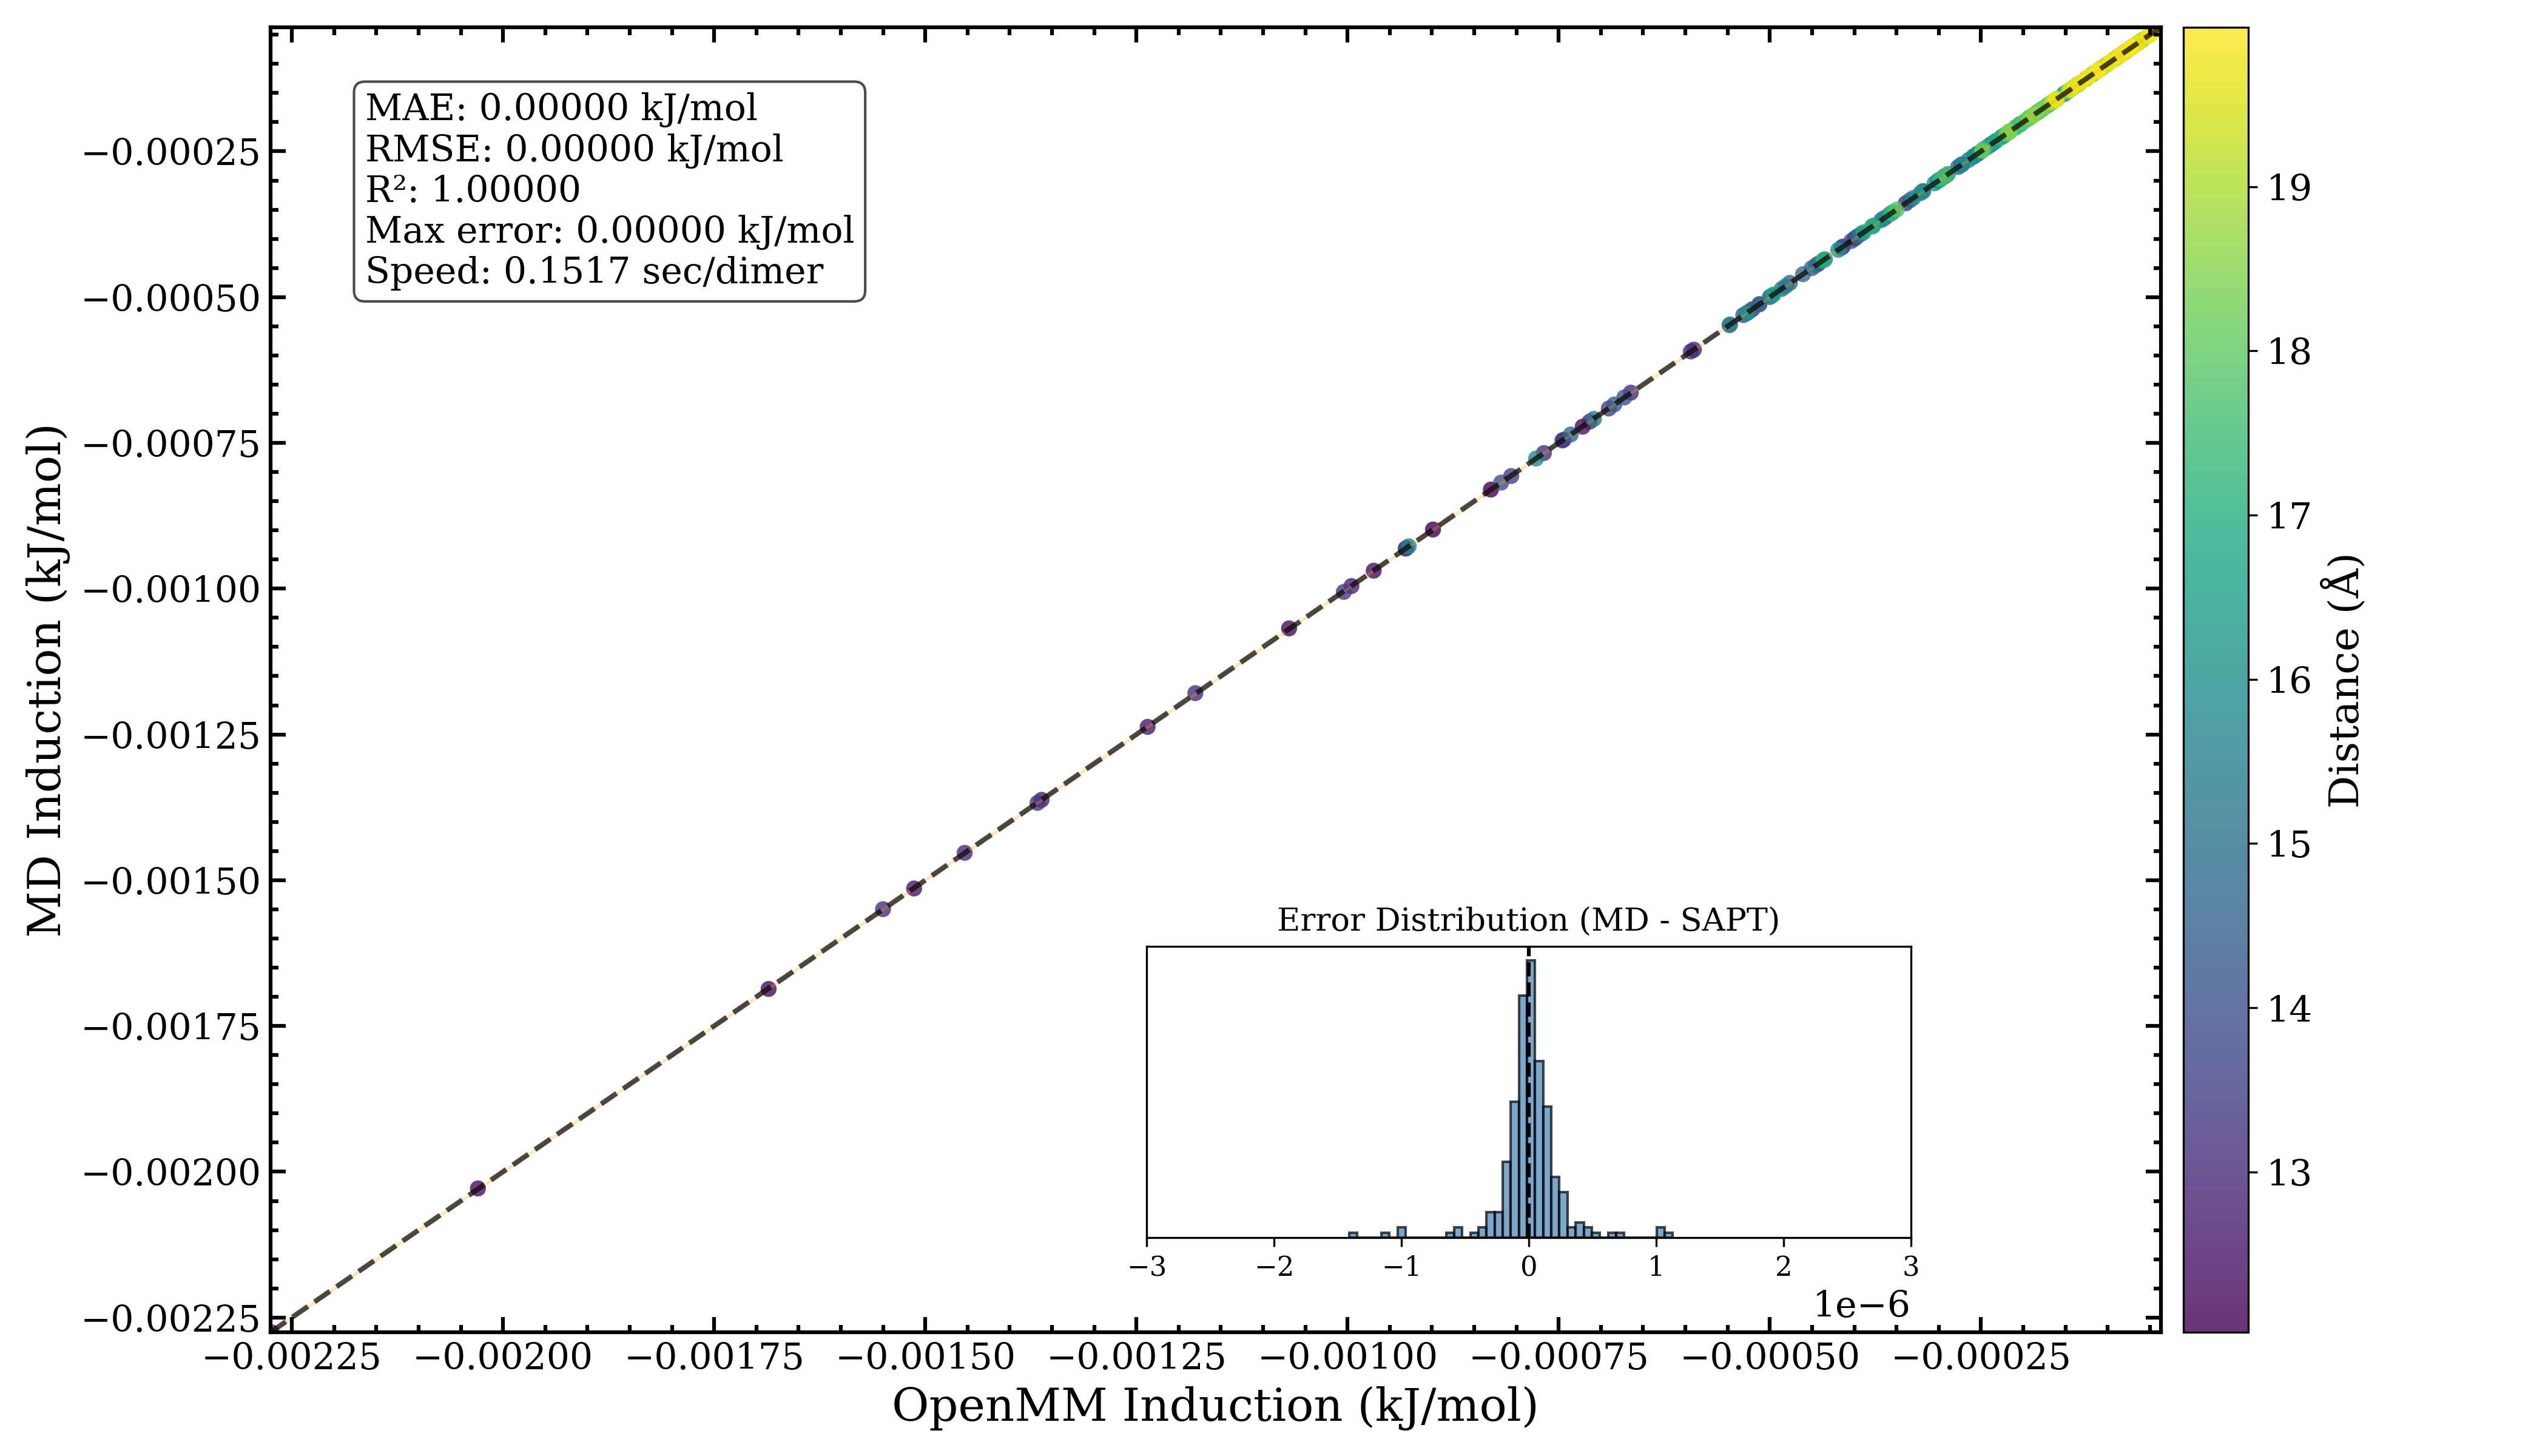 MAE: 0.00000 kJ/mol
RMSE: 0.00000 kJ/mol
R²: 1.00000
Max error: 0.00000 kJ/mol
Speed: 0.1517 sec/dimer
MD Induction (kJ/mol)
−0.00025
−0.00050
−0.00075
−0.00100
−0.00125
−0.00150
−0.00175
−0.00200
−0.00225
Error Distribution (MD - SAPT)
−3 −2 −1 0 1 2 3
1e−6
−0.00225 −0.00200 −0.00175 −0.00150 −0.00125 −0.00100 −0.00075 −0.00050 −0.00025
OpenMM Induction (kJ/mol)
19
18
17
16
15
14
13
Distance (Å)